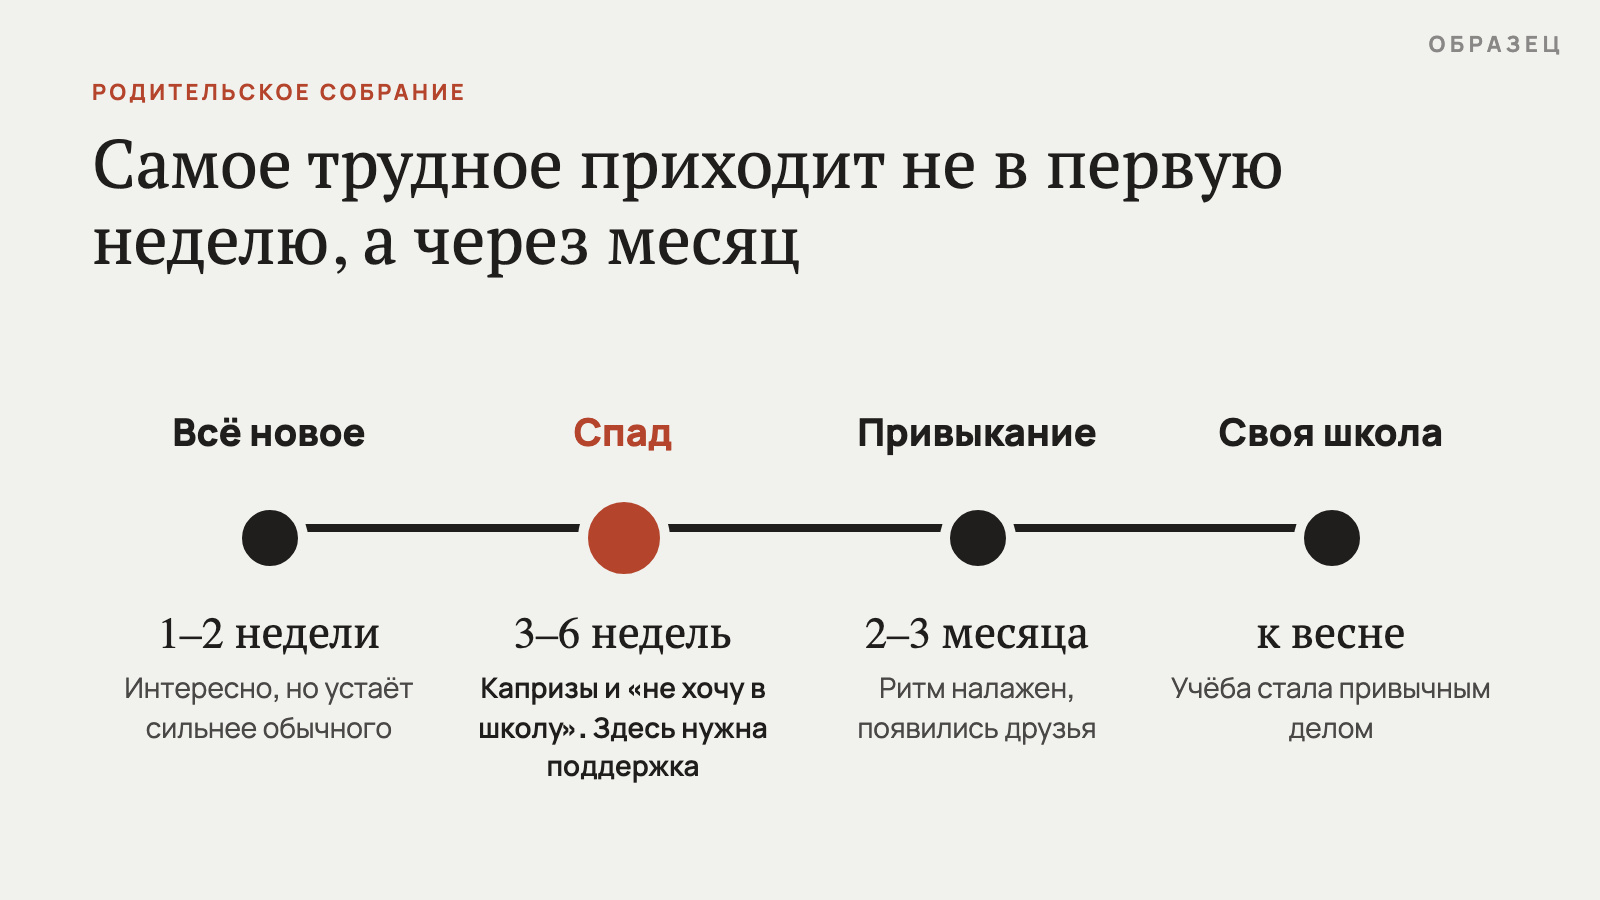 ОБРАЗЕЦ
РОДИТЕЛЬСКОЕ СОБРАНИЕ
Самое трудное приходит не в первую
неделю, а через месяц
Всё новое
Спад
Привыкание
Своя школа
1–2 недели
3–6 недель
2–3 месяца
к весне
Интересно, но устаёт
сильнее обычного
Капризы и «не хочу в
школу». Здесь нужна
поддержка
Ритм налажен,
появились друзья
Учёба стала привычным
делом